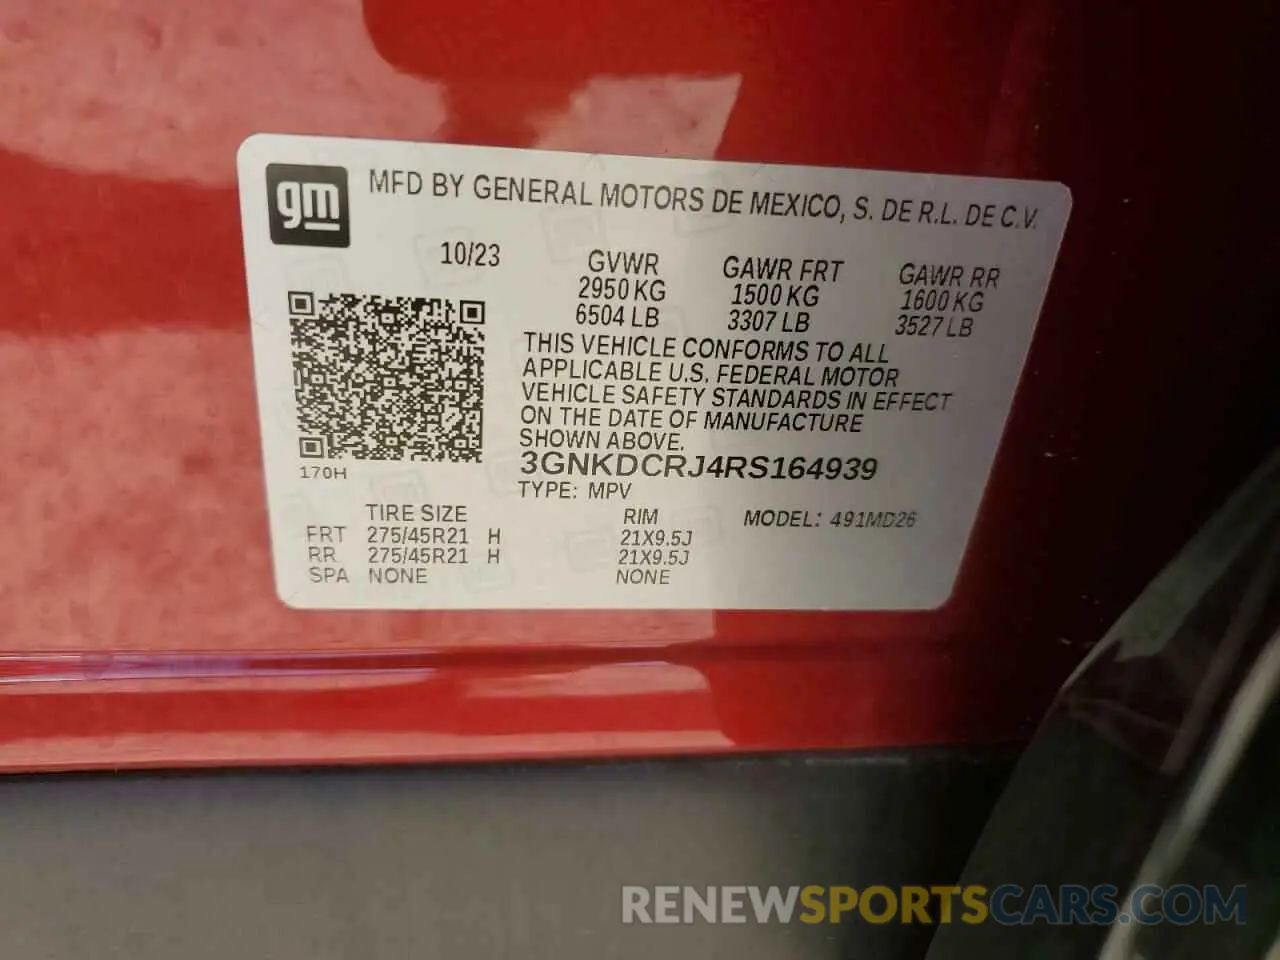 gm
MFD BY GENERAL MOTORS DE MEXICO, S. DE R.L. DE C.V.
10/23
GVWR GAWR FRT GAWR RR
2950 KG 1500 KG 1600 KG
6504 LB 3307 LB 3527 LB
THIS VEHICLE CONFORMS TO ALL
APPLICABLE U.S. FEDERAL MOTOR
VEHICLE SAFETY STANDARDS IN EFFECT
ON THE DATE OF MANUFACTURE
SHOWN ABOVE.
3GNKDCRJ4RS164939
170H
TYPE: MPV
TIRE SIZE RIM MODEL: 491MD26
FRT 275/45R21 H 21X9.5J
RR 275/45R21 H 21X9.5J
SPA NONE NONE
RENEWSPORTSCARS.COM